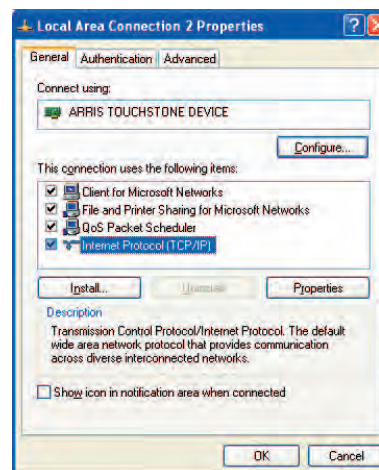 Local Area Connection 2 Properties
General Authentication Advanced
Connect using:
ARRIS TOUCHSTONE DEVICE
Configure...
This connection uses the following items:
Client for Microsoft Networks
File and Printer Sharing for Microsoft Networks
QoS Packet Scheduler
Internet Protocol (TCP/IP)
Install... Uninstall Properties
Description
Transmission Control Protocol/Internet Protocol. The default
wide area network protocol that provides communication
across diverse interconnected networks.
Show icon in notification area when connected
OK Cancel